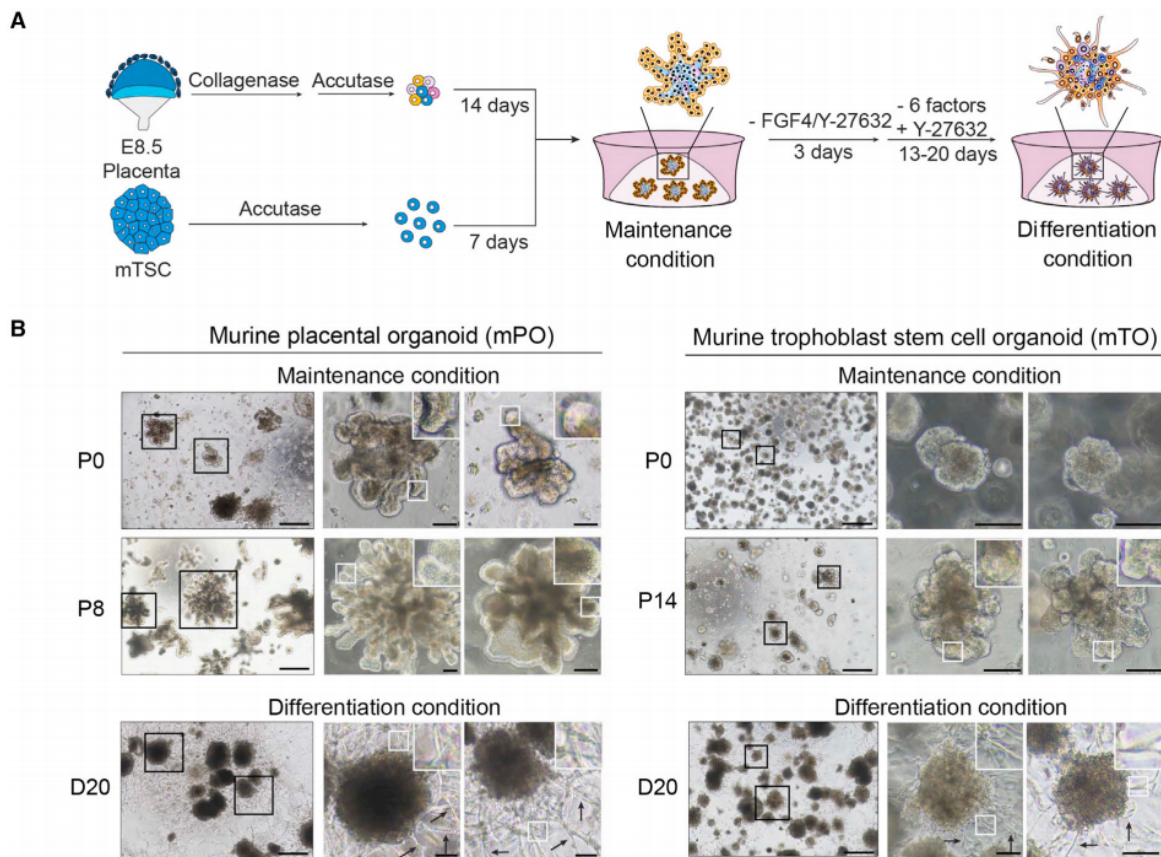 A
Collagenase
Accutase
14 days
E8.5
Placenta
Accutase
7 days
mTSC
Maintenance
condition
- FGF4/Y-27632
3 days
- 6 factors
+ Y-27632
13-20 days
Differentiation
condition
B
Murine placental organoid (mPO)
Maintenance condition
P0
P8
Differentiation condition
D20
Murine trophoblast stem cell organoid (mTO)
Maintenance condition
P0
P14
Differentiation condition
D20